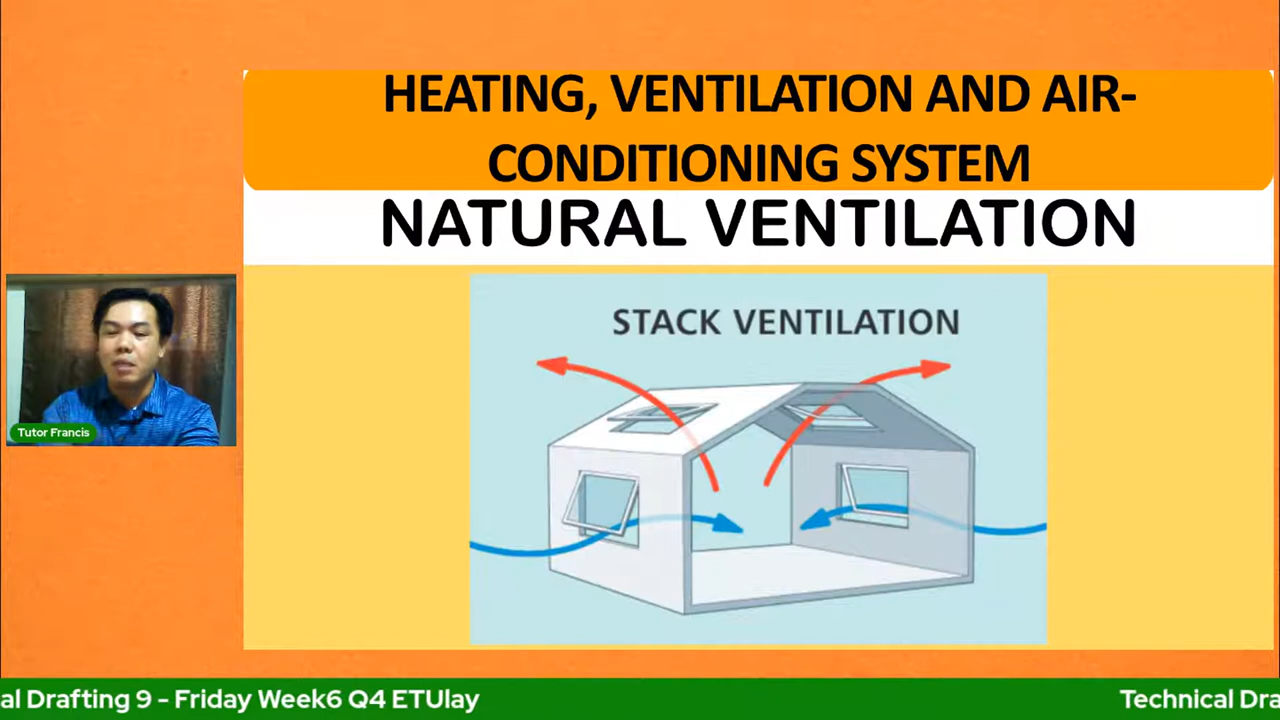 HEATING, VENTILATION AND AIR-
CONDITIONING SYSTEM
NATURAL VENTILATION
STACK VENTILATION
Tutor Francis
al Drafting 9 - Friday Week6 Q4 ETUlay
Technical Dra